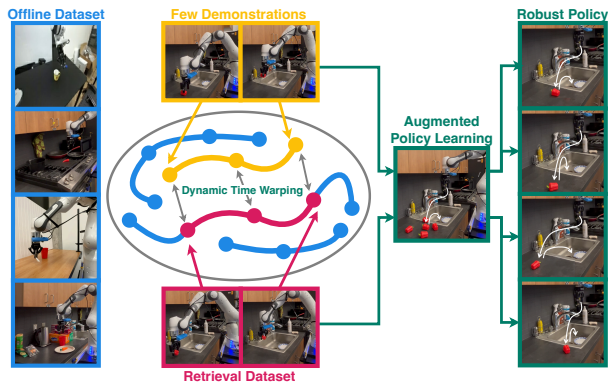 Offline Dataset
Few Demonstrations
Robust Policy
Augmented
Policy Learning
Dynamic Time Warping
Retrieval Dataset